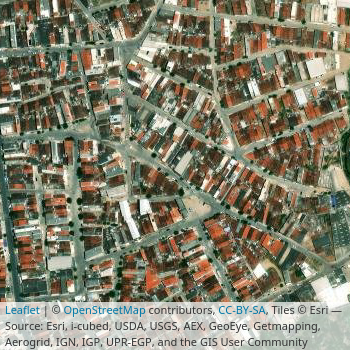 Leaflet | © OpenStreetMap contributors, CC-BY-SA, Tiles © Esri —
Source: Esri, i-cubed, USDA, USGS, AEX, GeoEye, Getmapping,
Aerogrid, IGN, IGP, UPR-EGP, and the GIS User Community